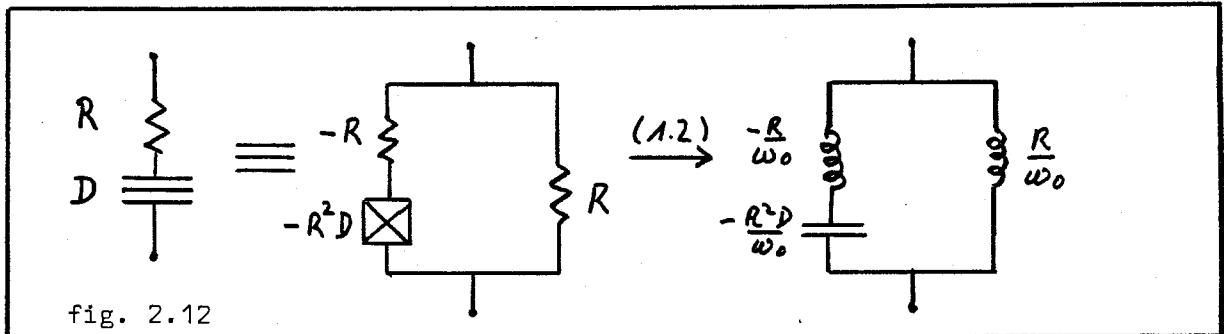 R
D
≡
-R
-R²D
R
(1.2)
→
-R/ω₀
-R²D/ω₀
R/ω₀
fig. 2.12